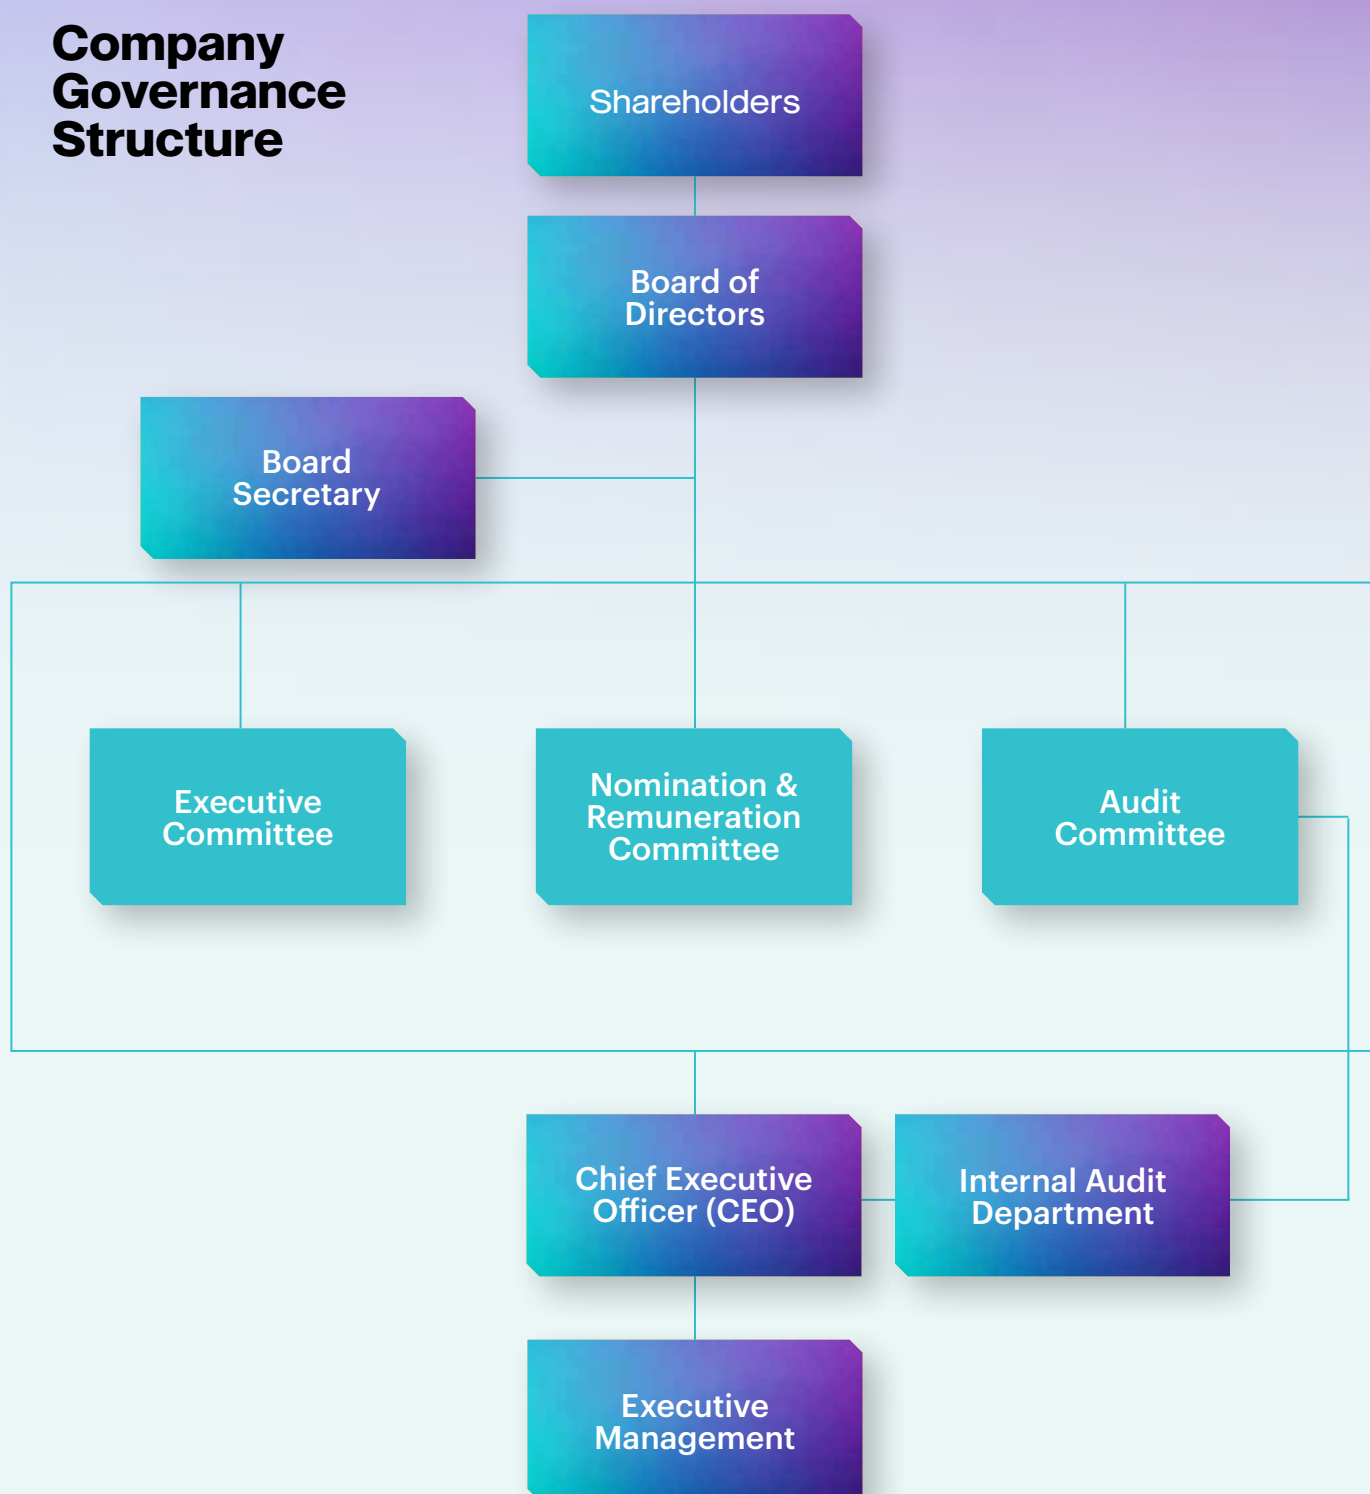 Company
Governance
Structure
Shareholders
Board of
Directors
Board
Secretary
Executive
Committee
Nomination &
Remuneration
Committee
Audit
Committee
Chief Executive
Officer (CEO)
Internal Audit
Department
Executive
Management